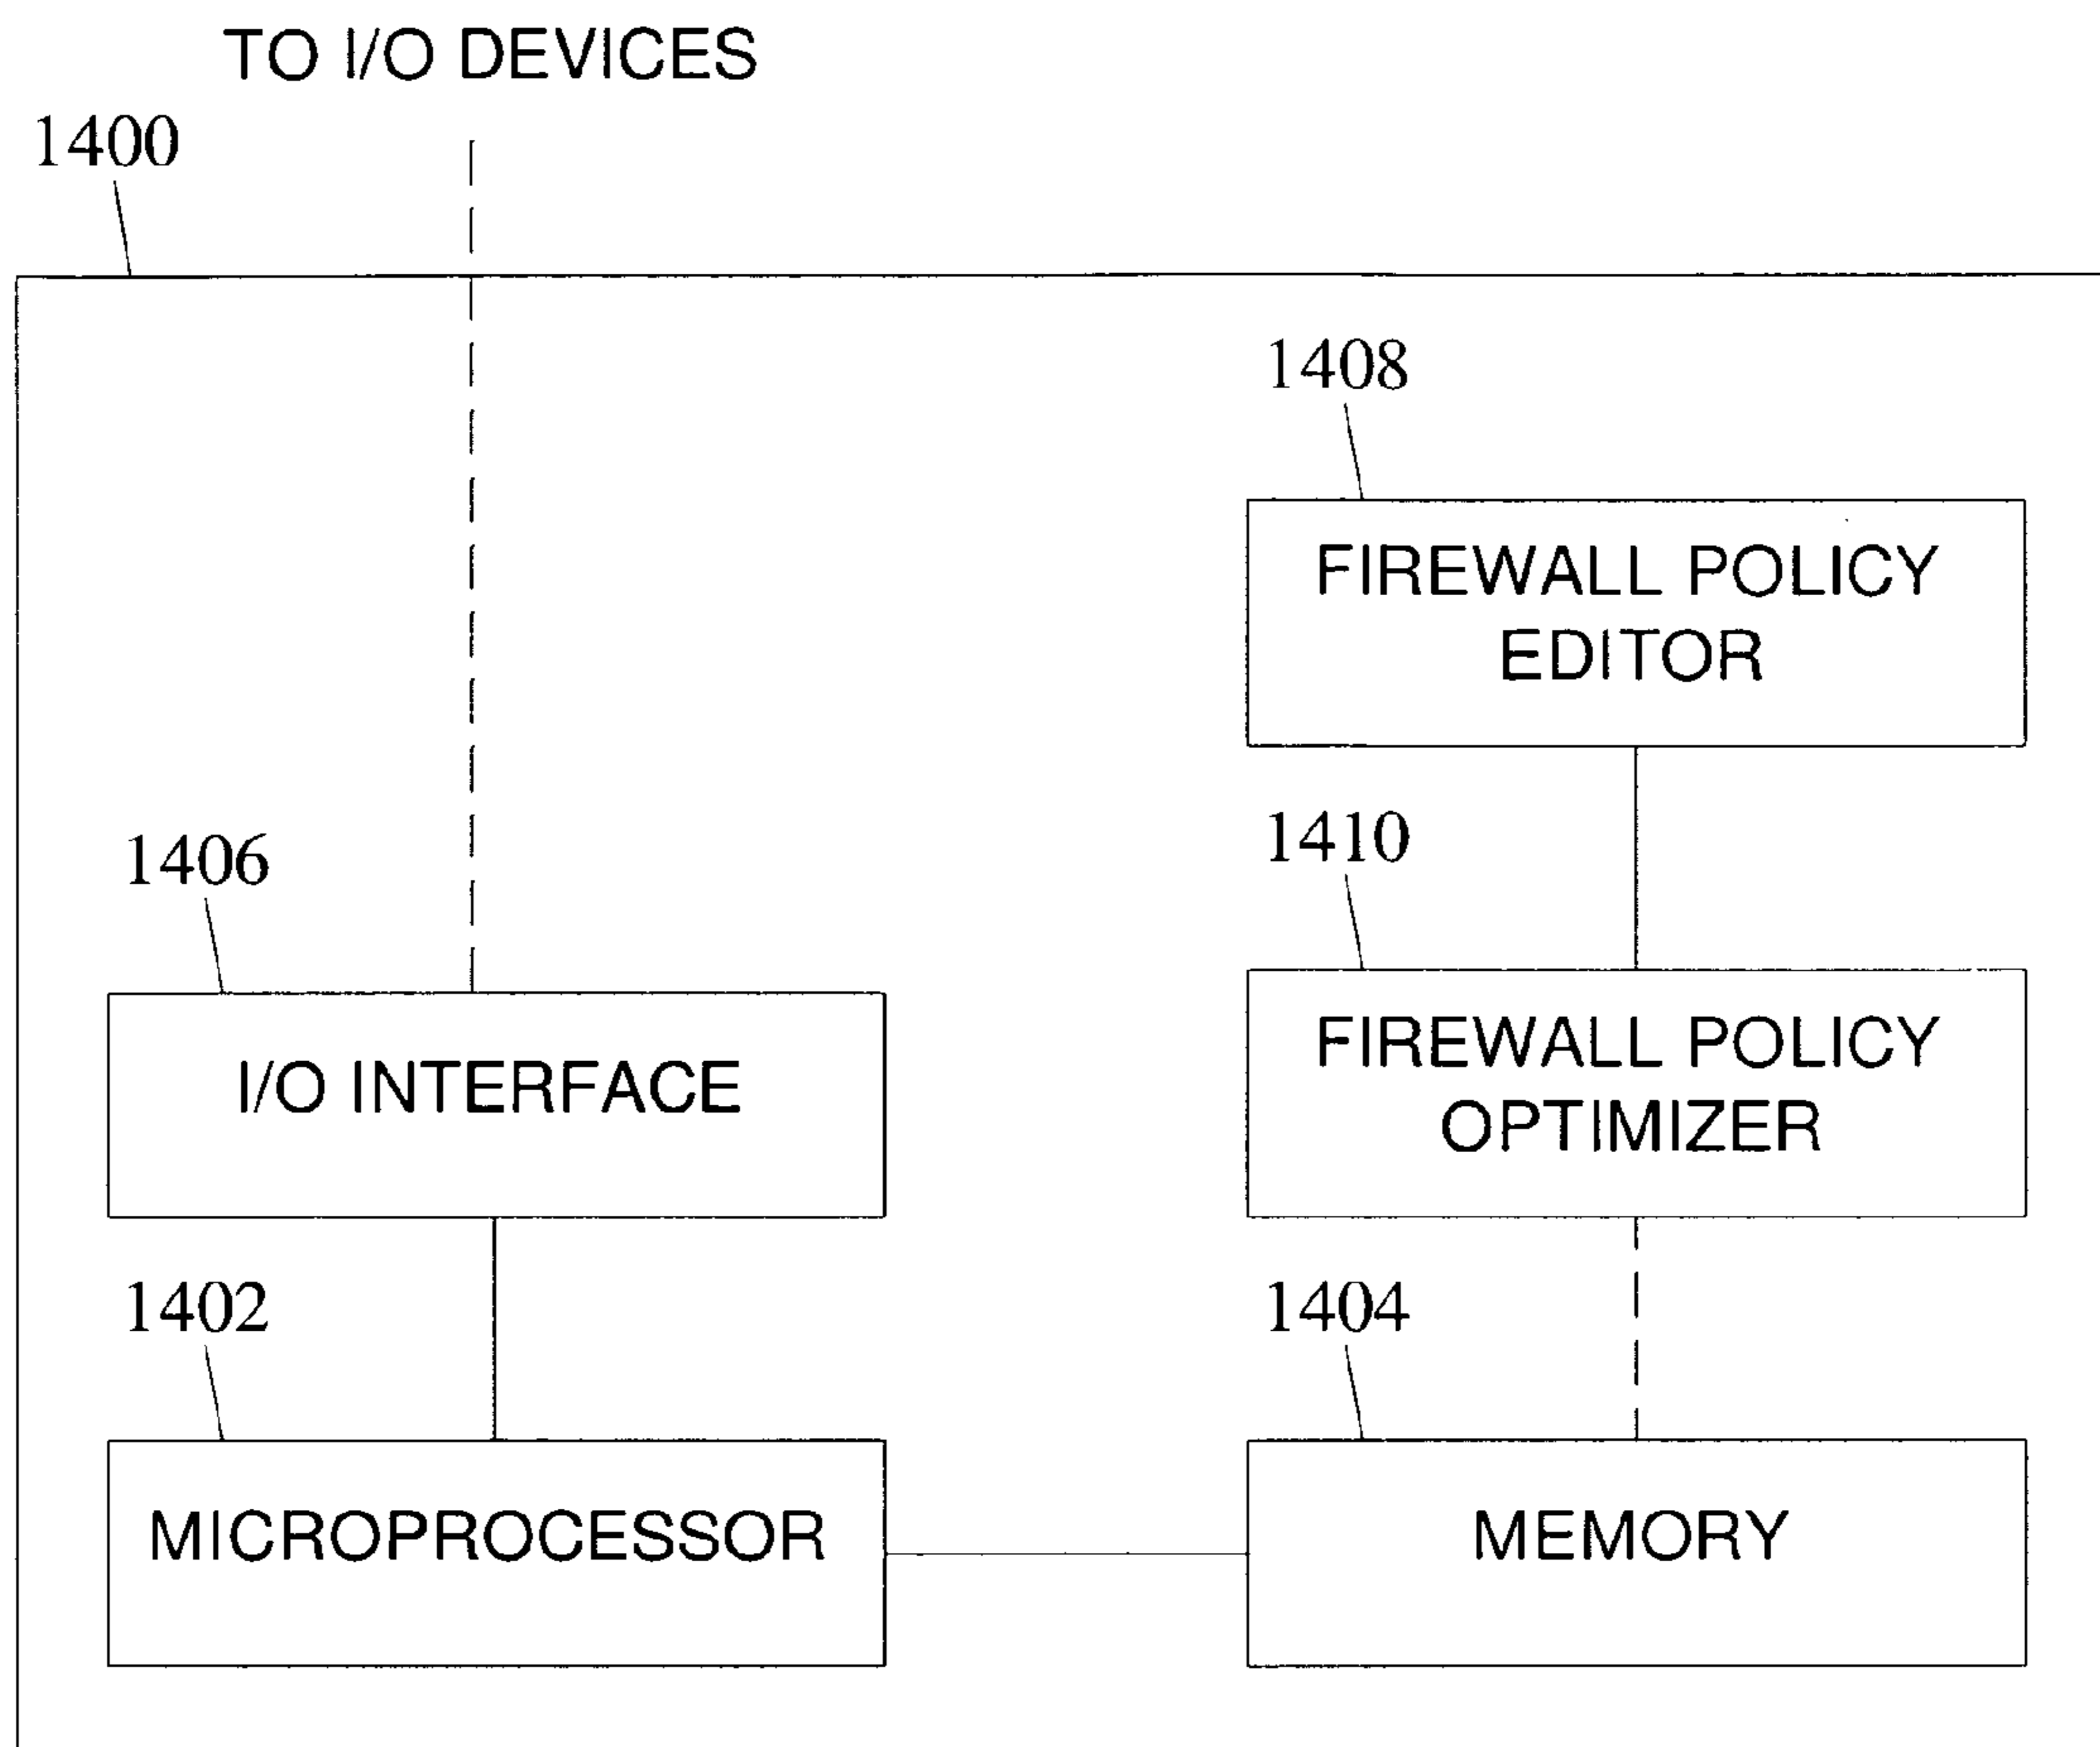 TO I/O DEVICES
1400
1408
FIREWALL POLICY
EDITOR
1406
I/O INTERFACE
1410
FIREWALL POLICY
OPTIMIZER
1402
MICROPROCESSOR
1404
MEMORY